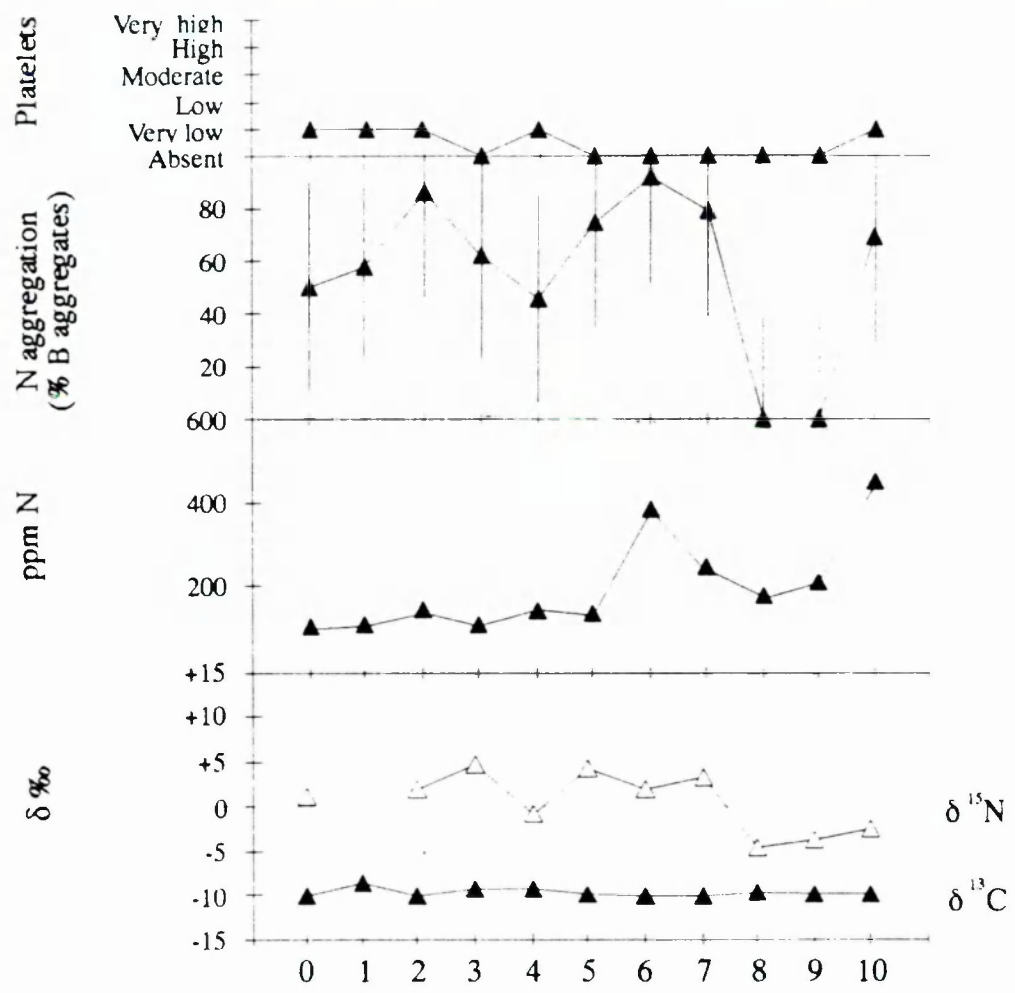 Platelets
Very high
High
Moderate
Low
Very low
Absent
N aggregation
(% B aggregates)
80
60
40
20
600
ppm N
400
200
+15
δ ‰
+10
+5
0
-5
-10
-15
δ ¹⁵N
δ ¹³C
0 1 2 3 4 5 6 7 8 9 10